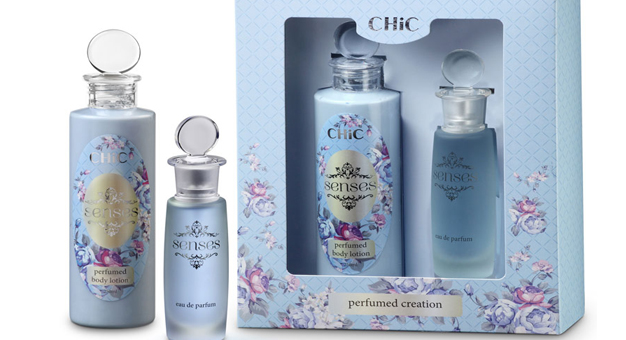 CHiC
senses
perfumed
body lotion
senses
eau de parfum
CHiC
CHiC
senses
perfumed
body lotion
senses
eau de parfum
perfumed creation